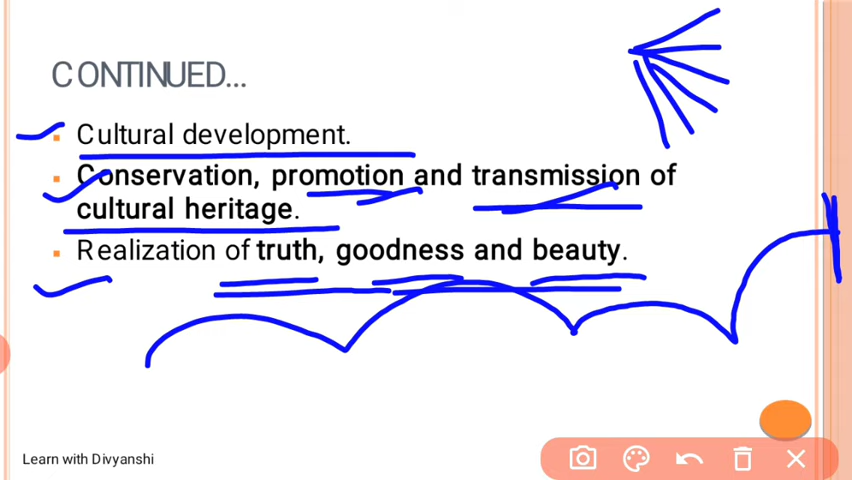 CONTINUED...
Cultural development.
Conservation, promotion and transmission of
cultural heritage.
Realization of truth, goodness and beauty.
Learn with Divyanshi